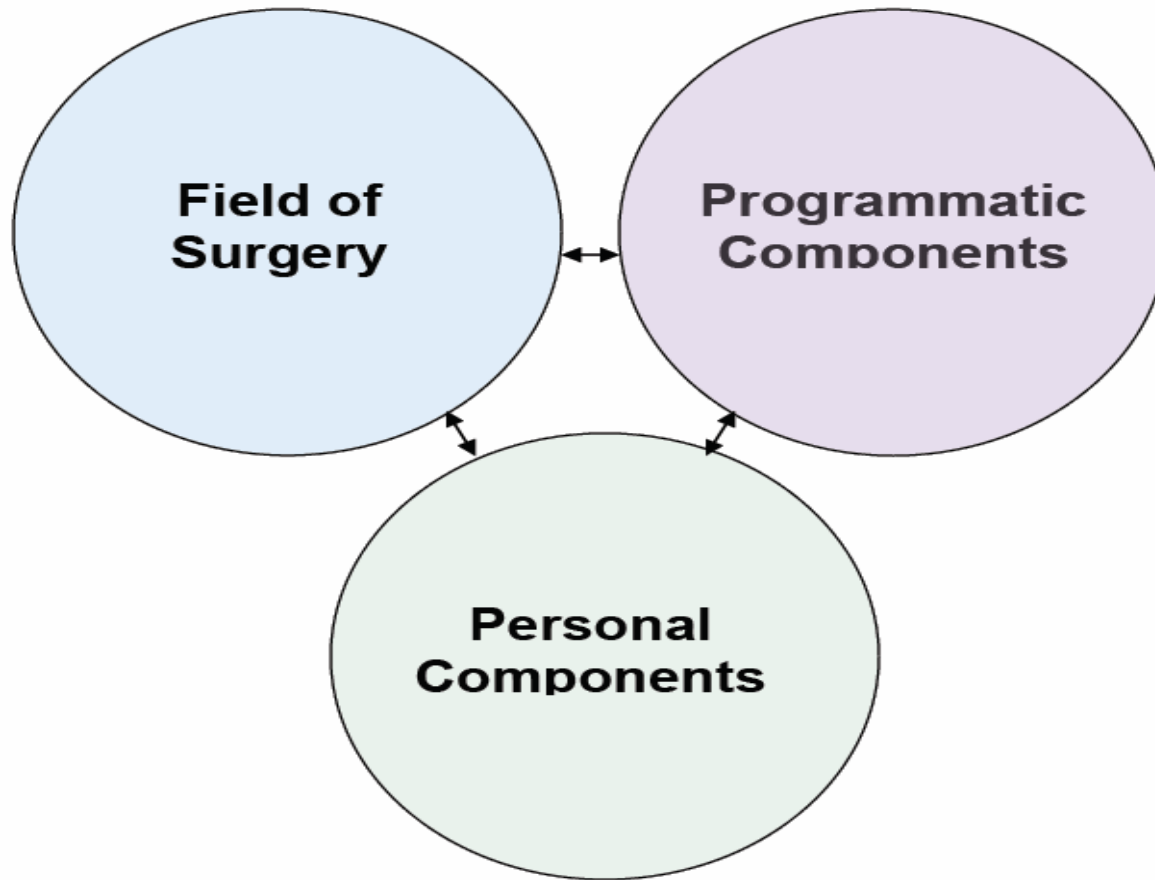 Field of
Surgery
Programmatic
Components
Personal
Components